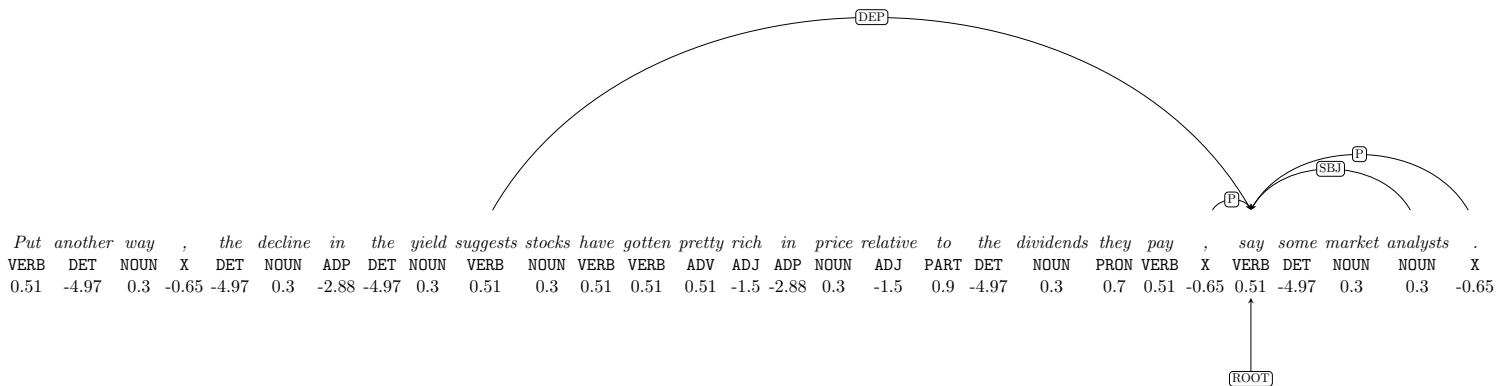 DEP
P
SBJ
P
Put another way , the decline in the yield suggests stocks have gotten pretty rich in price relative to the dividends they pay , say some market analysts .
VERB DET NOUN X DET NOUN ADP DET NOUN VERB NOUN VERB VERB ADV ADJ ADP NOUN ADJ PART DET NOUN PRON VERB X VERB DET NOUN NOUN X
0.51 -4.97 0.3 -0.65 -4.97 0.3 -2.88 -4.97 0.3 0.51 0.3 0.51 0.51 0.51 -1.5 -2.88 0.3 -1.5 0.9 -4.97 0.3 0.7 0.51 -0.65 0.51 -4.97 0.3 0.3 -0.65
ROOT